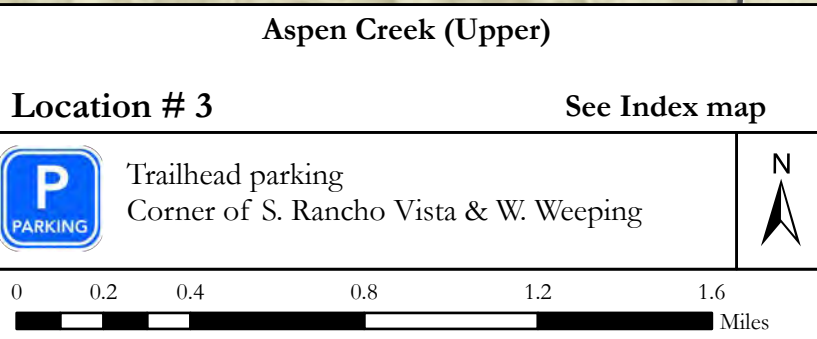 Aspen Creek (Upper)
Location # 3 See Index map
P
PARKING
Trailhead parking
Corner of S. Rancho Vista & W. Weeping
N
0 0.2 0.4 0.8 1.2 1.6
Miles